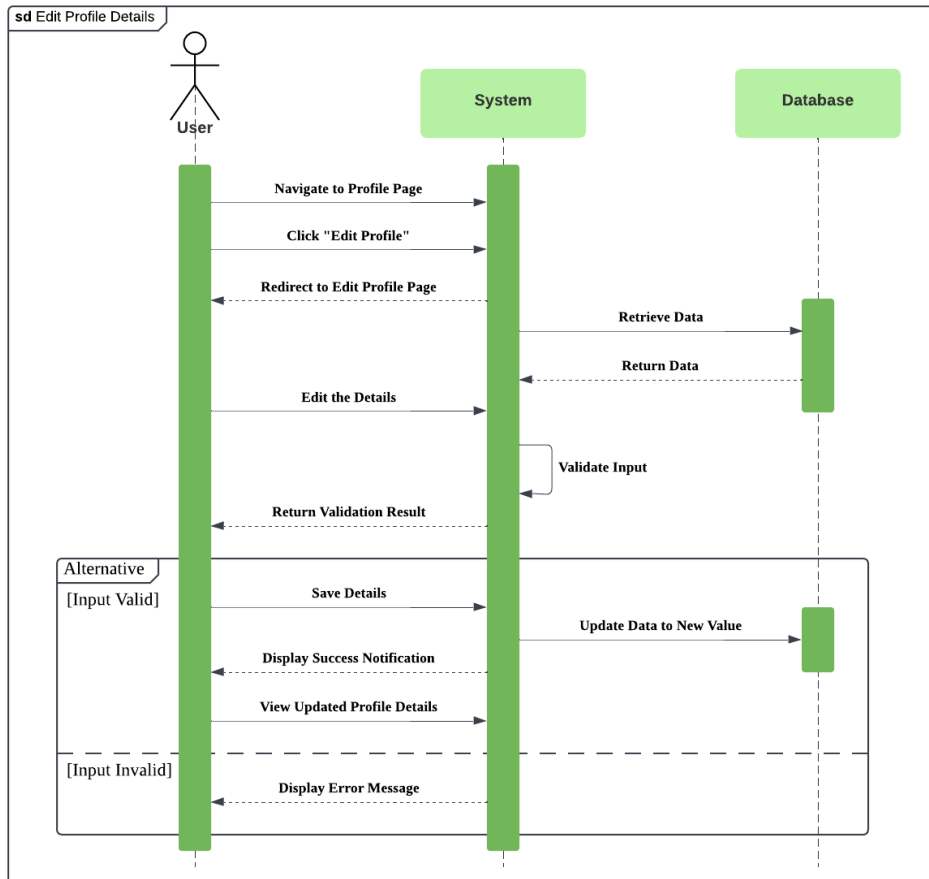 sd Edit Profile Details
User
System
Database
Navigate to Profile Page
Click "Edit Profile"
Redirect to Edit Profile Page
Retrieve Data
Return Data
Edit the Details
Validate Input
Return Validation Result
Alternative
[Input Valid]
Save Details
Update Data to New Value
Display Success Notification
View Updated Profile Details
[Input Invalid]
Display Error Message